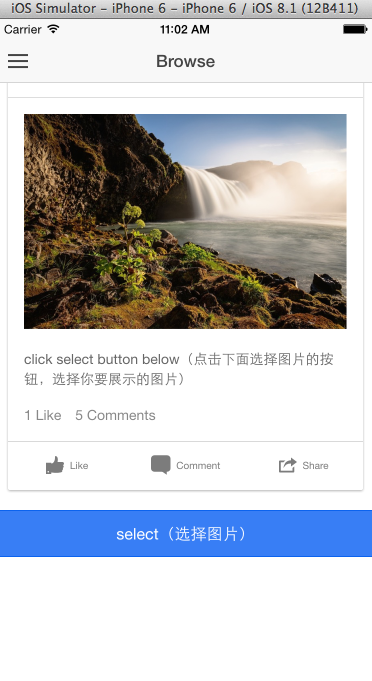 iOS Simulator - iPhone 6 - iPhone 6 / iOS 8.1 (12B411)
Carrier 11:02 AM
Browse
click select button below（点击下面选择图片的按
钮，选择你要展示的图片）
1 Like 5 Comments
Like Comment Share
select（选择图片）